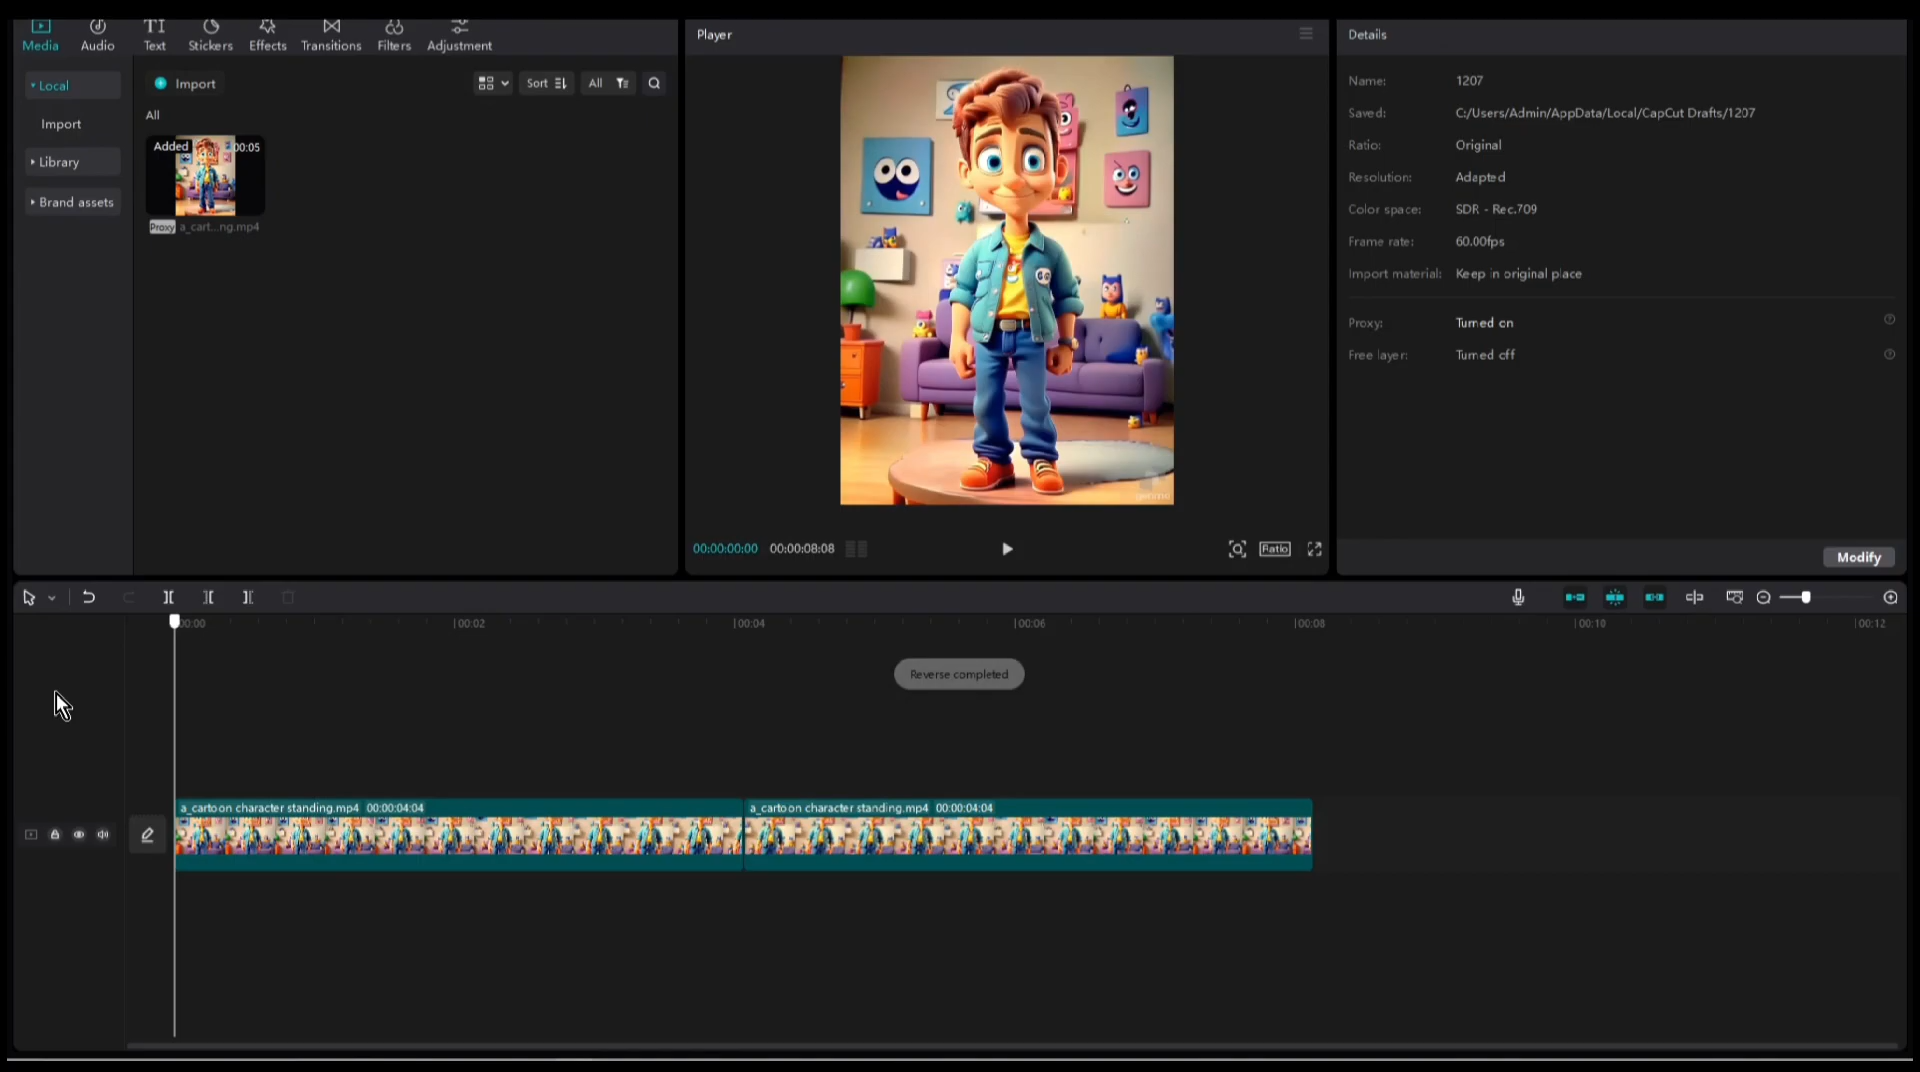 Media
Audio
Text
Stickers
Effects
Transitions
Filters
Adjustment
Local
Import
Library
Brand assets
Import
Sort
All
All
Added
00:05
Proxy
a_cart...ng.mp4
Player
00:00:00:00
00:00:08:08
Ratio
Details
Name: 1207
Saved: C:/Users/Admin/AppData/Local/CapCut Drafts/1207
Ratio: Original
Resolution: Adapted
Color space: SDR - Rec.709
Frame rate: 60.00fps
Import material: Keep in original place
Proxy: Turned on
Free layer: Turned off
Modify
00:00
00:02
00:04
00:06
00:08
00:10
00:12
Reverse completed
a_cartoon character standing.mp4 00:00:04:04
a_cartoon character standing.mp4 00:00:04:04